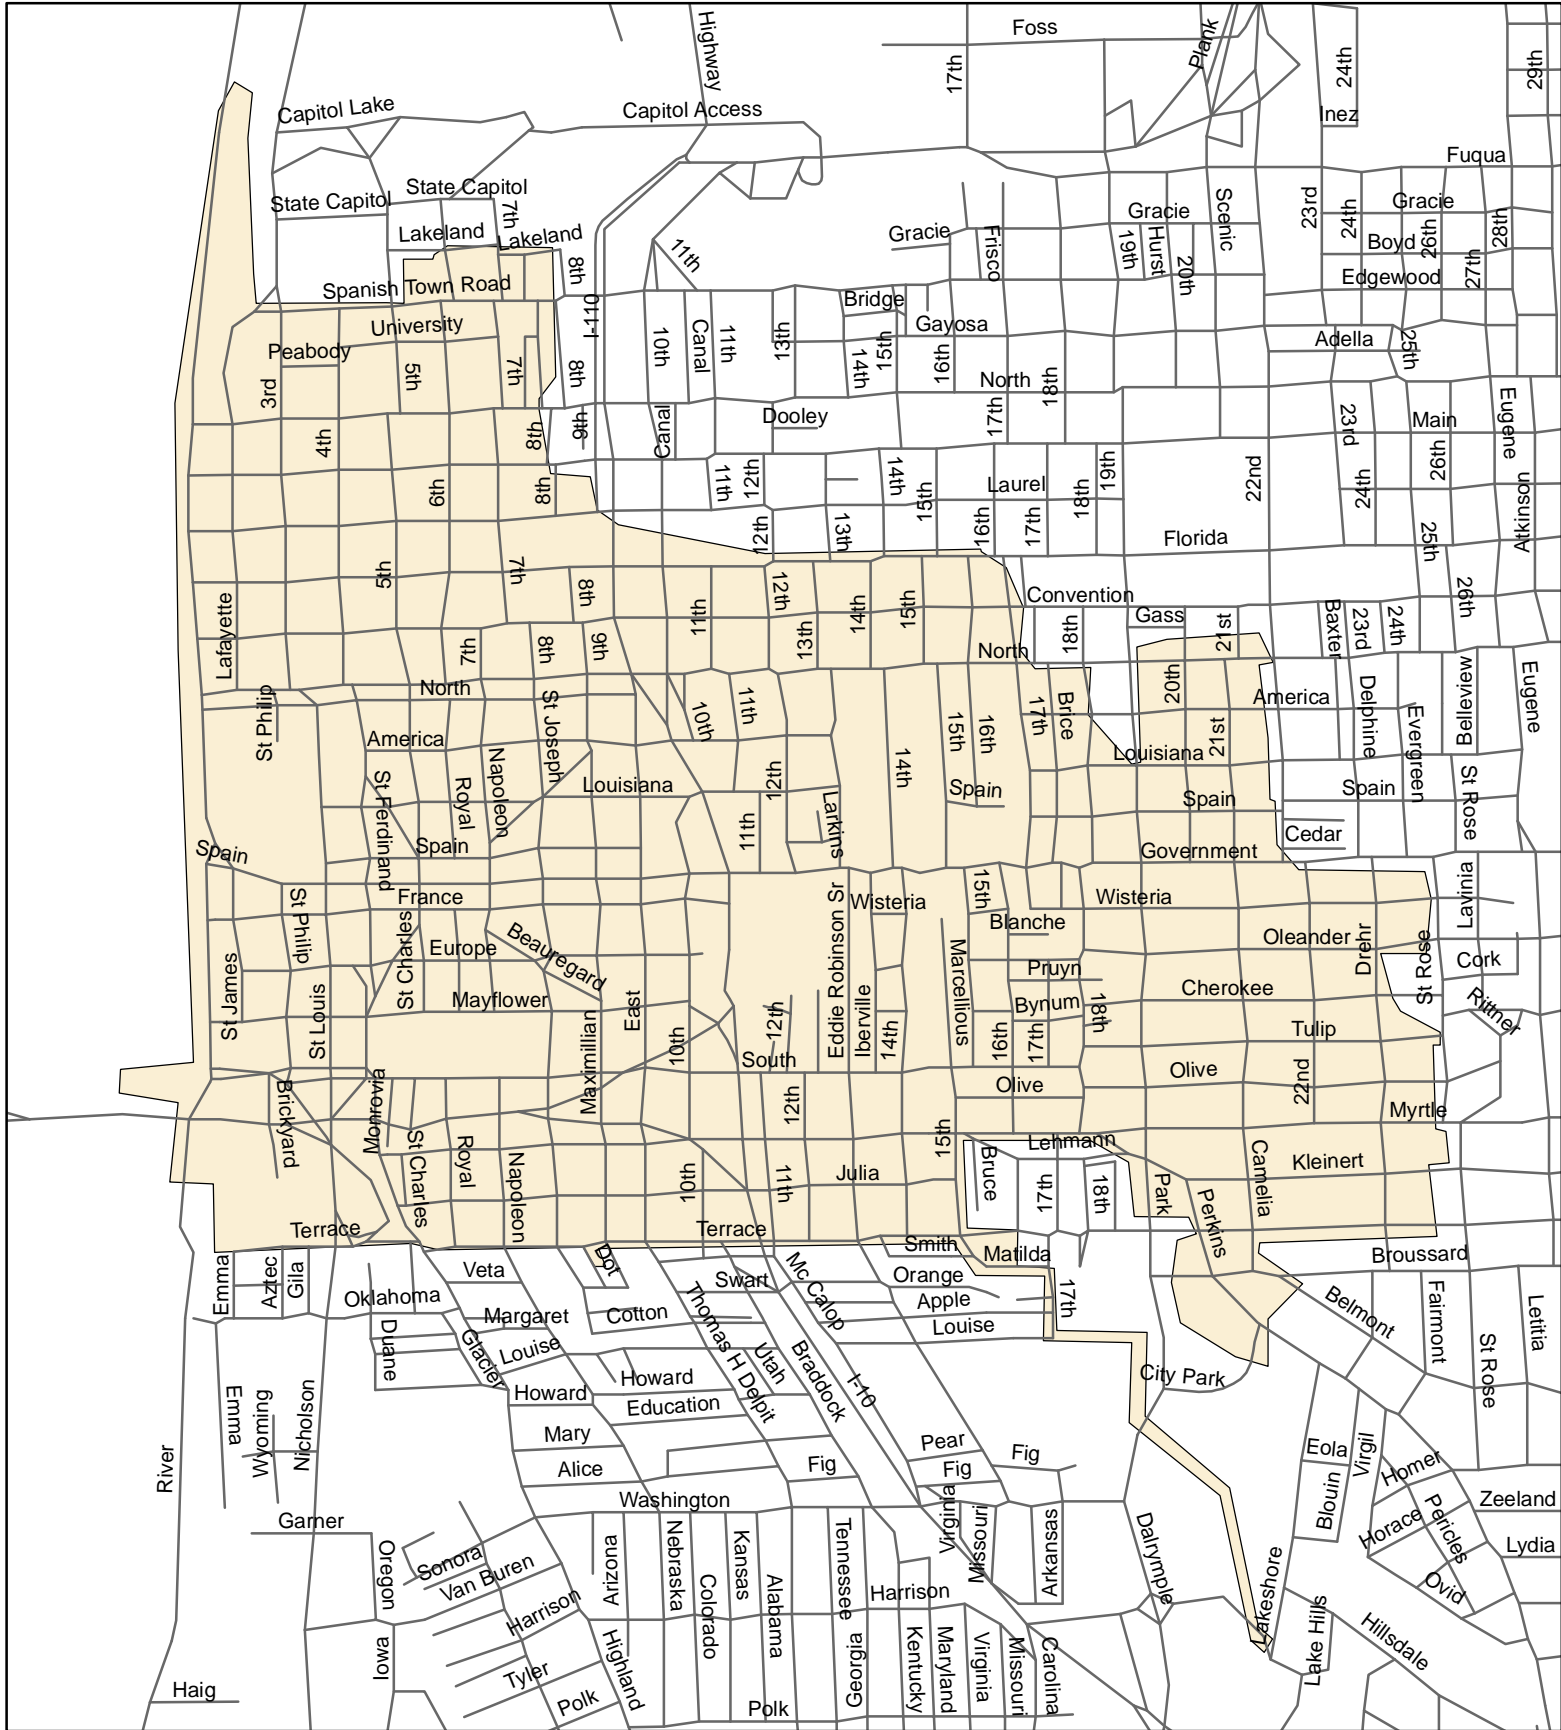 Foss
Highway
Plank
17th
24th
29th
Capitol Lake
Capitol Access
Inez
Fuqua
State Capitol
State Capitol
7th
Gracie
Scenic
23rd
24th
Gracie
26th
28th
Lakeland
Lakeland
11th
Gracie
Frisco
19th
Hurst
20th
Boyd
27th
8th
Edgewood
Spanish Town Road
I-110
Bridge
University
10th
Canal
11th
13th
Gayosa
Adella
25th
Peabody
3rd
5th
7th
8th
14th
15th
16th
North
18th
17th
23rd
Main
Eugene
4th
8th
9th
Canal
Dooley
26th
6th
8th
11th
12th
14th
15th
Laurel
18th
19th
22nd
24th
Atkinson
12th
13th
16th
17th
Florida
25th
5th
7th
8th
11th
12th
14th
15th
Convention
26th
Lafayette
7th
8th
9th
13th
North
18th
Gass
21st
Baxter
23rd
24th
North
St Philip
St Joseph
10th
11th
15th
16th
17th
Brice
20th
America
Delphine
Evergreen
Belleview
Eugene
America
Napoleon
12th
14th
Louisiana
21st
St Ferdinand
Royal
Louisiana
Larkins
Spain
Spain
Spain
St Rose
Spain
Spain
11th
Government
Cedar
St Philip
France
Eddie Robinson Sr
Wisteria
15th
Wisteria
Lavinia
St Charles
Europe
Beauregard
Blanche
Oleander
Drehr
St Rose
St James
Mayflower
Marcellious
Pruyn
Cherokee
Cork
St Louis
Maximillian
East
10th
12th
Iberville
14th
Bynum
16th
17th
18th
Tulip
Rittner
South
Olive
Olive
22nd
Brickyard
Monrovia
12th
15th
Myrtle
St Charles
Royal
Napoleon
10th
11th
Julia
Bruce
Lehmann
17th
18th
Park
Perkins
Camelia
Kleinert
Terrace
Terrace
Smith
Matilda
Broussard
Emma
Aztec
Gila
Veta
Dot
Swart
Mc Calop
Orange
17th
Oklahoma
Margaret
Cotton
Thomas H Delpit
Apple
Belmont
Fairmont
Letitia
Duane
Glacier
Louise
Utah
Braddock
Louise
St Rose
Emma
Wyoming
Nicholson
Howard
Howard
I-10
City Park
Education
River
Mary
Pear
Fig
Eola
Virgil
Homer
Alice
Fig
Fig
Washington
Virginia
Missouri
Arkansas
Dalrymple
Blouin
Horace
Pericles
Zeeland
Garner
Oregon
Sonora
Van Buren
Arizona
Nebraska
Kansas
Tennessee
Lydia
Harrison
Colorado
Alabama
Harrison
Lakeshore
Ovid
Iowa
Highland
Georgia
Kentucky
Maryland
Virginia
Missouri
Carolina
Lake Hills
Hillsdale
Haig
Tyler
Polk
Polk